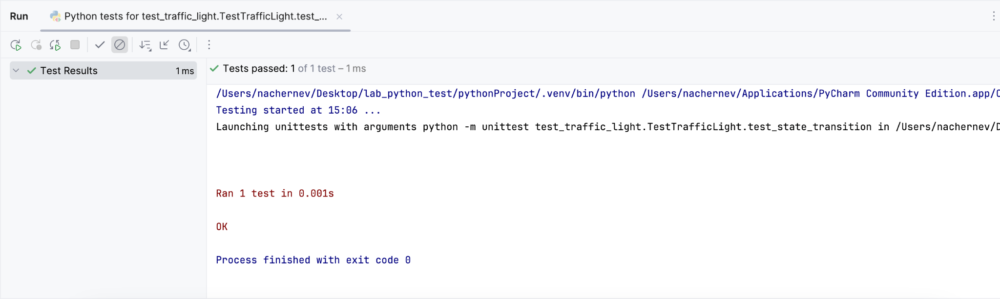 Run
Python tests for test_traffic_light.TestTrafficLight.test_...
Test Results 1 ms
Tests passed: 1 of 1 test – 1 ms
/Users/nachernev/Desktop/lab_python_test/pythonProject/.venv/bin/python /Users/nachernev/Applications/PyCharm Community Edition.app/C
Testing started at 15:06 ...
Launching unittests with arguments python -m unittest test_traffic_light.TestTrafficLight.test_state_transition in /Users/nachernev/D
Ran 1 test in 0.001s
OK
Process finished with exit code 0